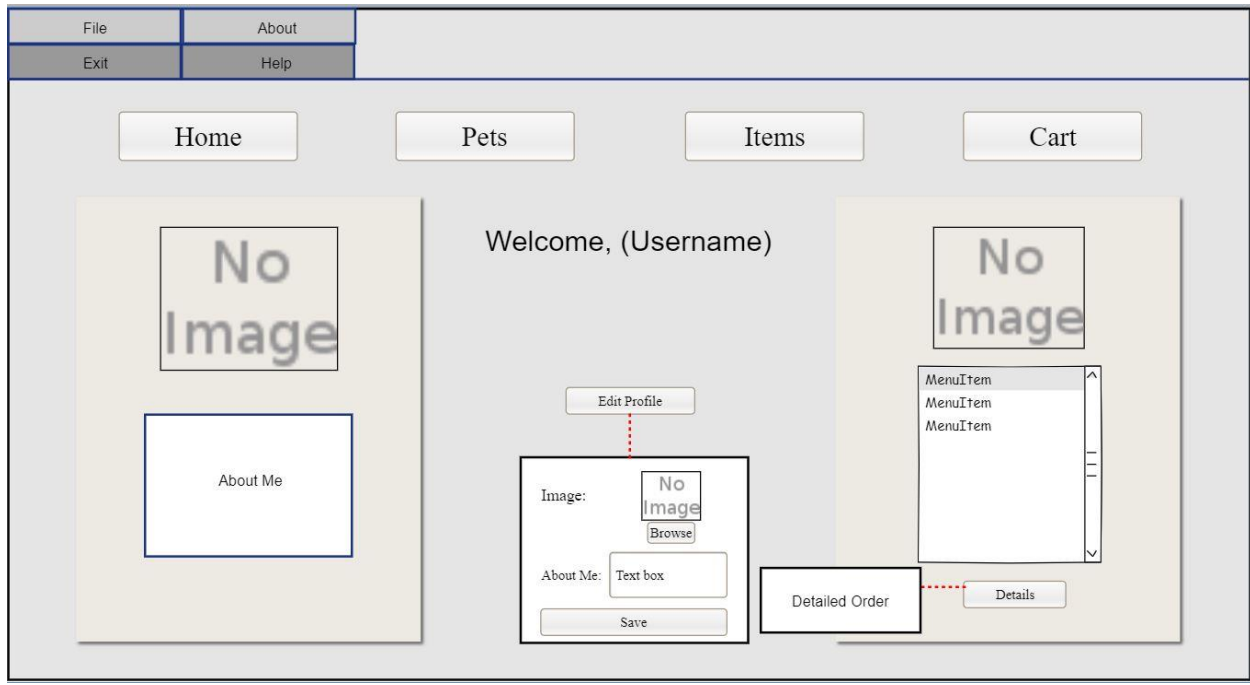 File About
Exit Help
Home Pets Items Cart
Welcome, (Username)
No
Image
About Me
Edit Profile
Image:
No
Image
Browse
About Me: Text box
Save
No
Image
MenuItem
MenuItem
MenuItem
Detailed Order
Details